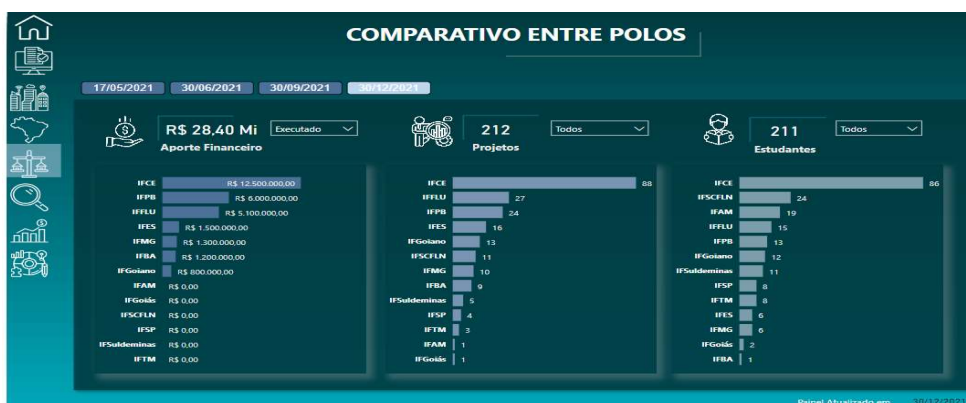 COMPARATIVO ENTRE POLOS
17/05/2021 30/06/2021 30/09/2021 30/12/2021
R$ 28,40 Mi Executado
Aporte Financeiro
212 Todos
Projetos
211 Todos
Estudantes
IFCE R$ 12.500.000,00
IFPB R$ 6.000.000,00
IFFLU R$ 5.100.000,00
IFES R$ 1.500.000,00
IFMG R$ 1.300.000,00
IFBA R$ 1.200.000,00
IFGoiano R$ 800.000,00
IFAM R$ 0,00
IFGoiás R$ 0,00
IFSCFLN R$ 0,00
IFSP R$ 0,00
IFSuldeminas R$ 0,00
IFTM R$ 0,00
IFCE 88
IFFLU 27
IFPB 24
IFES 16
IFGoiano 13
IFSCFLN 11
IFMG 10
IFBA 9
IFSuldeminas 5
IFSP 4
IFTM 3
IFAM 1
IFGoiás 1
IFCE 86
IFSCFLN 24
IFAM 19
IFFLU 15
IFPB 13
IFGoiano 12
IFSuldeminas 11
IFSP 8
IFTM 8
IFES 6
IFMG 6
IFGoiás 2
IFBA 1
Painel Atualizado em 30/12/2021